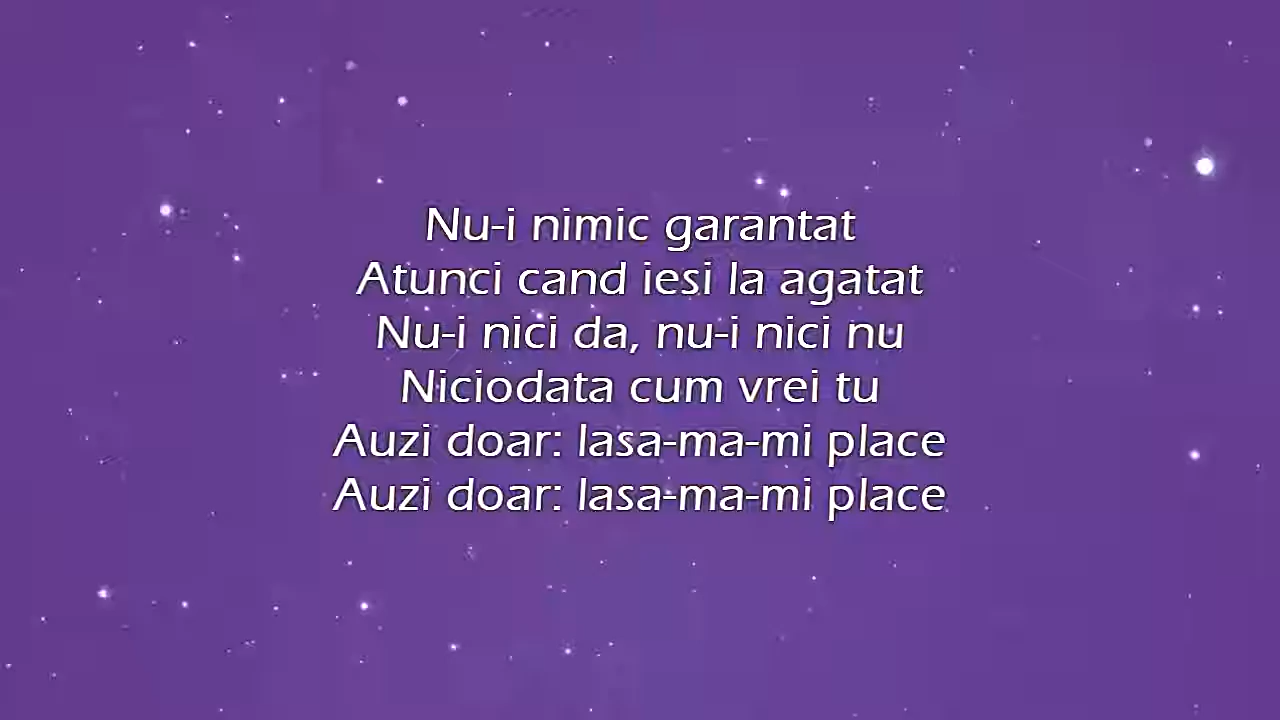 Nu-i nimic garantat
Atunci cand iesi la agatat
Nu-i nici da, nu-i nici nu
Niciodata cum vrei tu
Auzi doar: lasa-ma-mi place
Auzi doar: lasa-ma-mi place